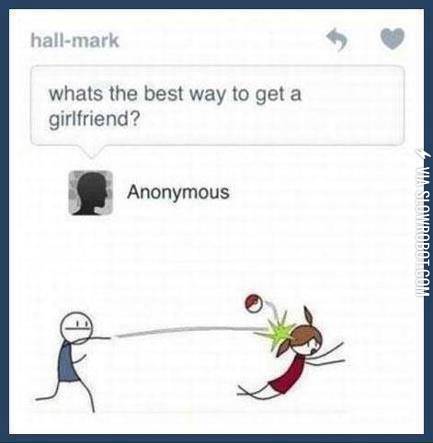 hall-mark
whats the best way to get a
girlfriend?
Anonymous
VIA SLOWROBOT.COM